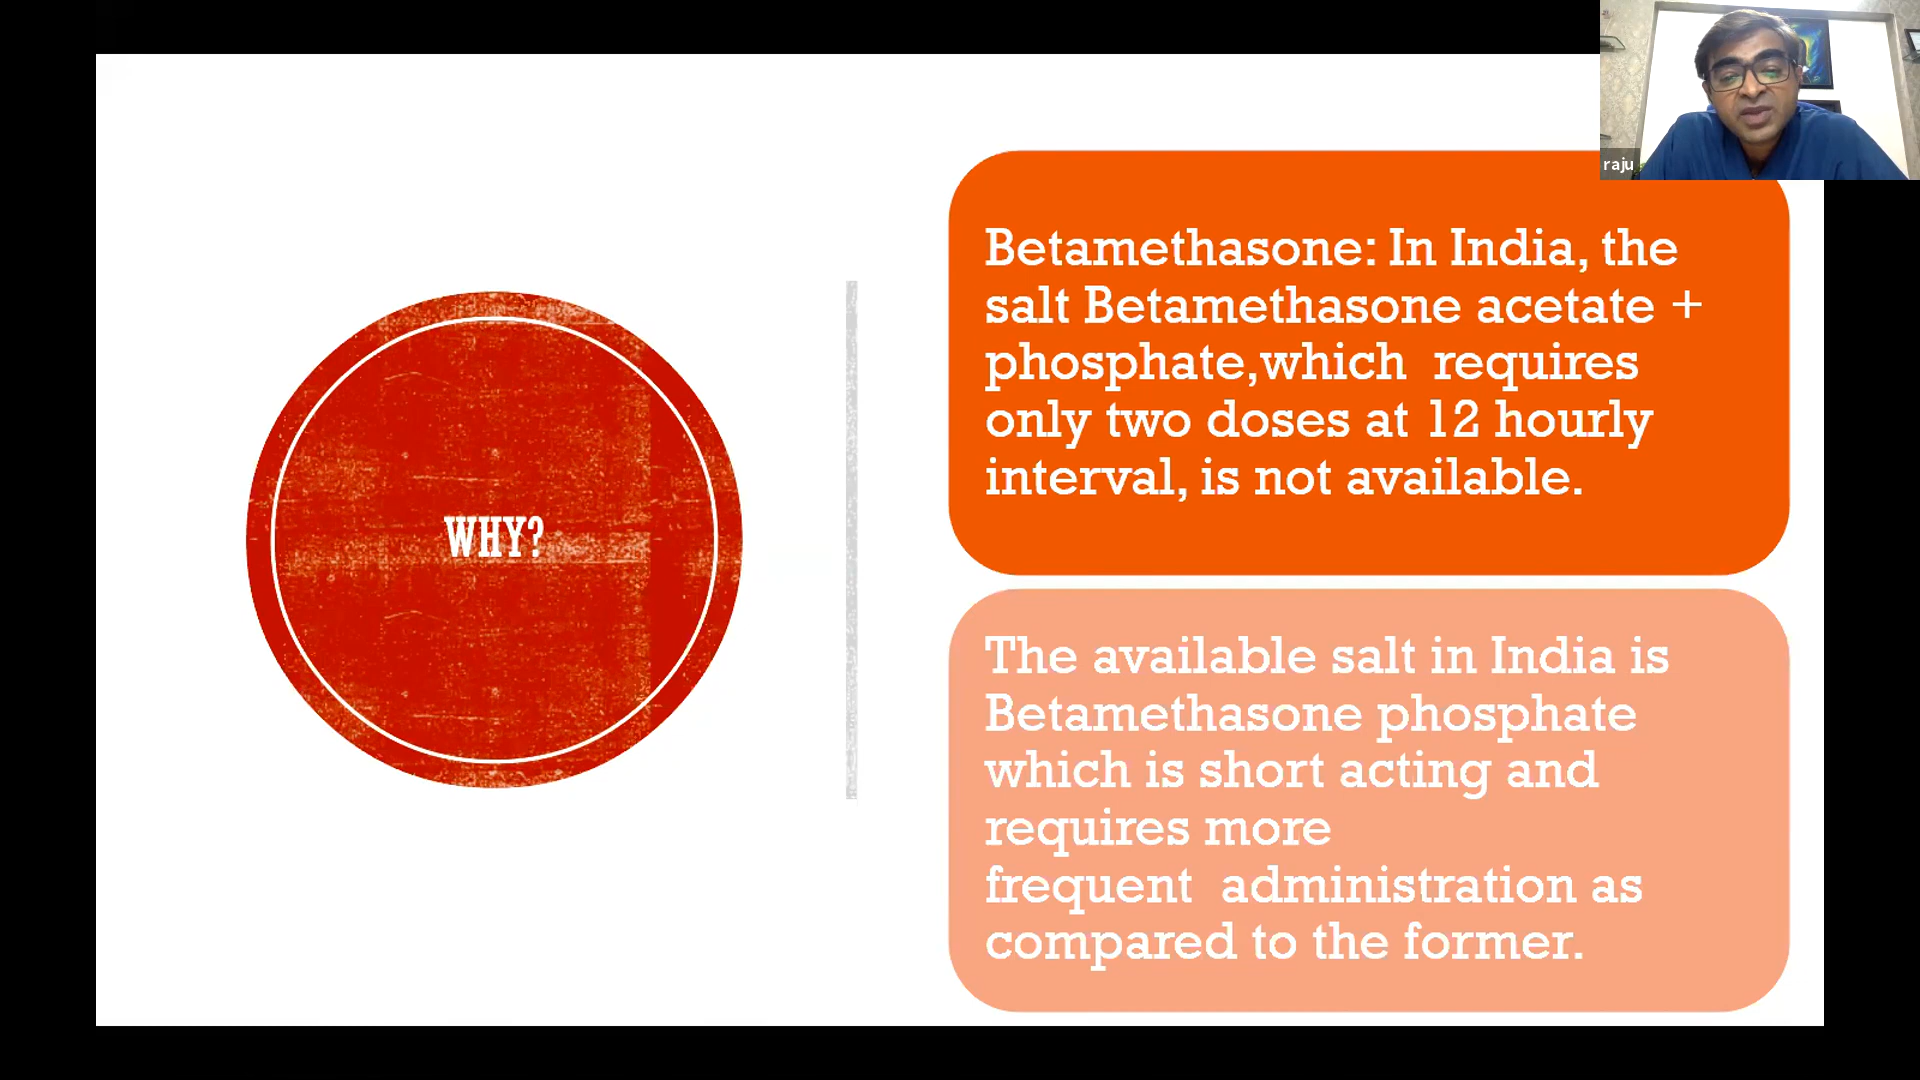 raju
WHY?
Betamethasone: In India, the
salt Betamethasone acetate +
phosphate,which  requires
only two doses at 12 hourly
interval, is not available.
The available salt in India is
Betamethasone phosphate
which is short acting and
requires more
frequent  administration as
compared to the former.